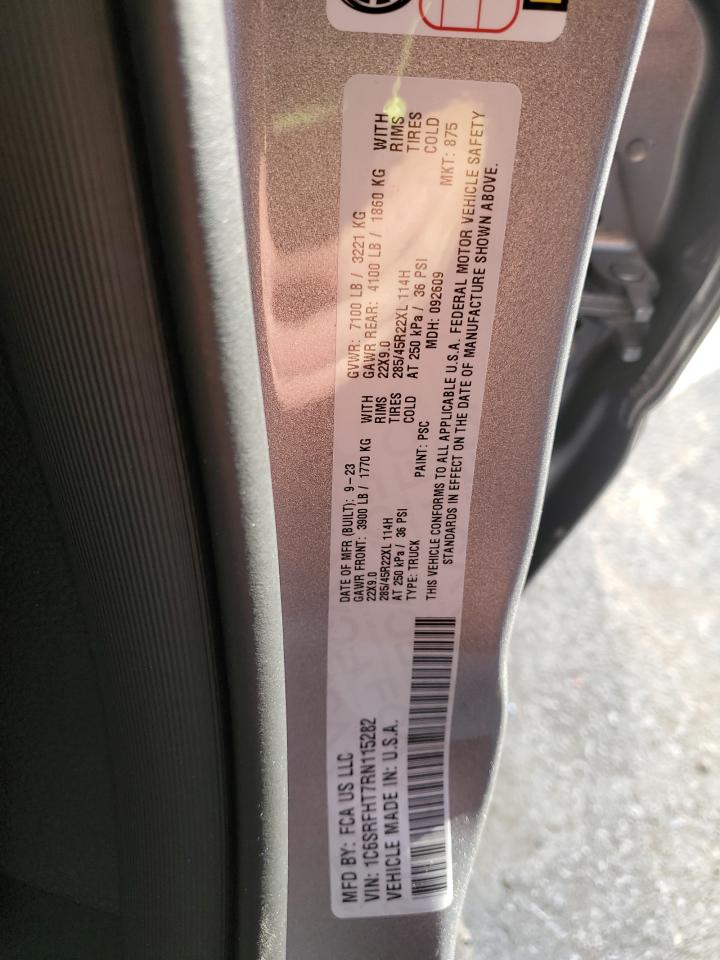 MFD BY: FCA US LLC
VIN: 1C6SRFHT7RN115282
VEHICLE MADE IN: U.S.A.
DATE OF MFR (BUILT): 9-23
GAWR FRONT: 3900 LB / 1770 KG WITH
22X9.0 RIMS
285/45R22XL 114H TIRES
AT 250 kPa / 36 PSI COLD
TYPE: TRUCK PAINT: PSC
GVWR: 7100 LB / 3221 KG
GAWR REAR: 4100 LB / 1860 KG WITH
22X9.0 RIMS
285/45R22XL 114H TIRES
AT 250 kPa / 36 PSI COLD
MDH: 092609 MKT: 875
THIS VEHICLE CONFORMS TO ALL APPLICABLE U.S.A. FEDERAL MOTOR VEHICLE SAFETY
STANDARDS IN EFFECT ON THE DATE OF MANUFACTURE SHOWN ABOVE.